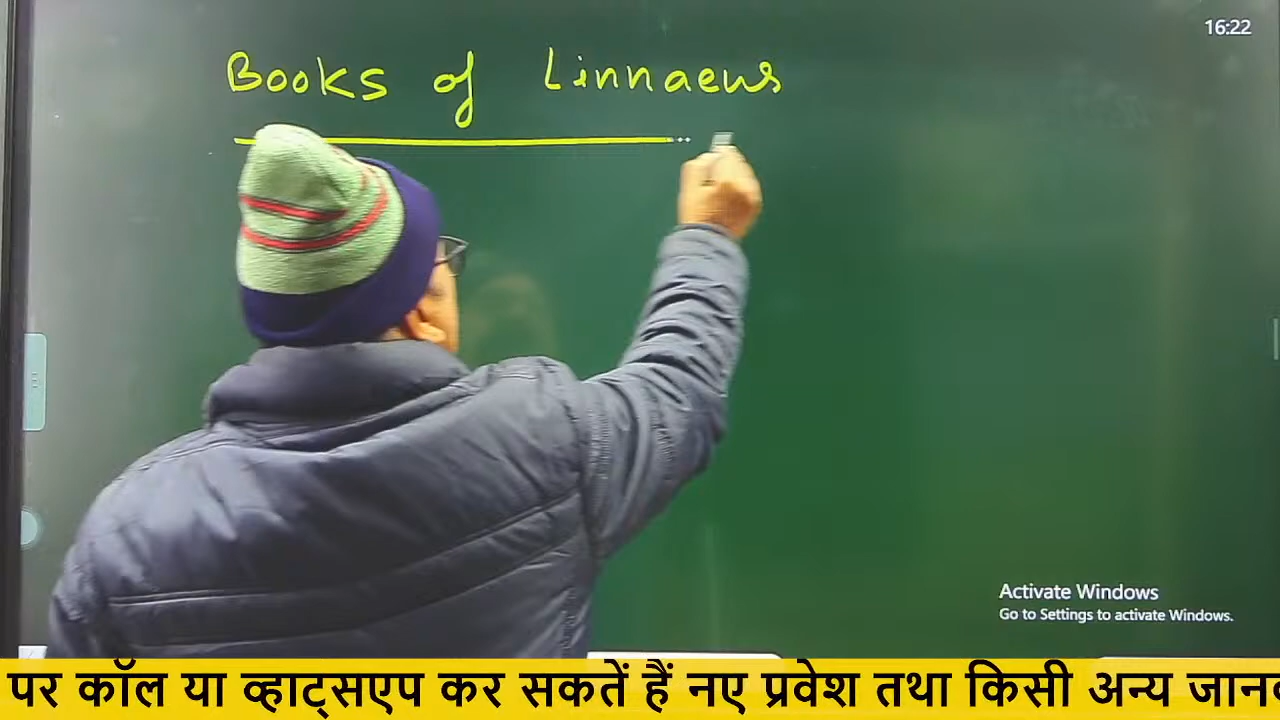 16:22
Books of Linnaeus
Activate Windows
Go to Settings to activate Windows.
पर कॉल या व्हाट्सएप कर सकतें हैं नए प्रवेश तथा किसी अन्य